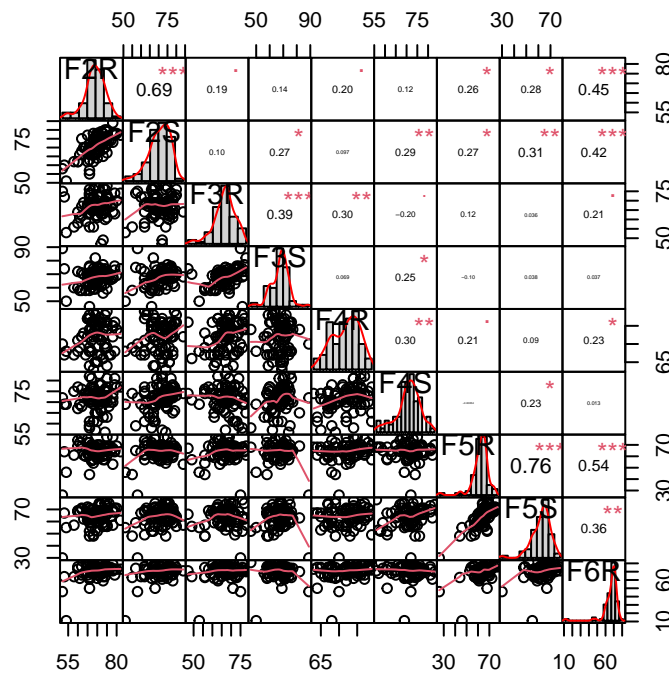 50 75 50 90 55 75 30 70
F2R 0.69 *** 0.19 . 0.14 0.20 . 0.12 0.26 * 0.28 * 0.45 *** 55 80
50 75 F2S 0.10 0.27 * 0.097 0.29 ** 0.27 * 0.31 ** 0.42 ***
F3R 0.39 *** 0.30 ** −0.20 . 0.12 0.036 0.21 . 50 75
50 90 F3S 0.069 0.25 * −0.10 0.038 0.037
F4R 0.30 ** 0.21 . 0.09 0.23 * 65
55 75 F4S 0.23 * 0.013
F5R 0.76 *** 0.54 *** 30 70
30 70 F5S 0.36 **
F6R 10 60
55 80 50 75 65 30 70 10 60